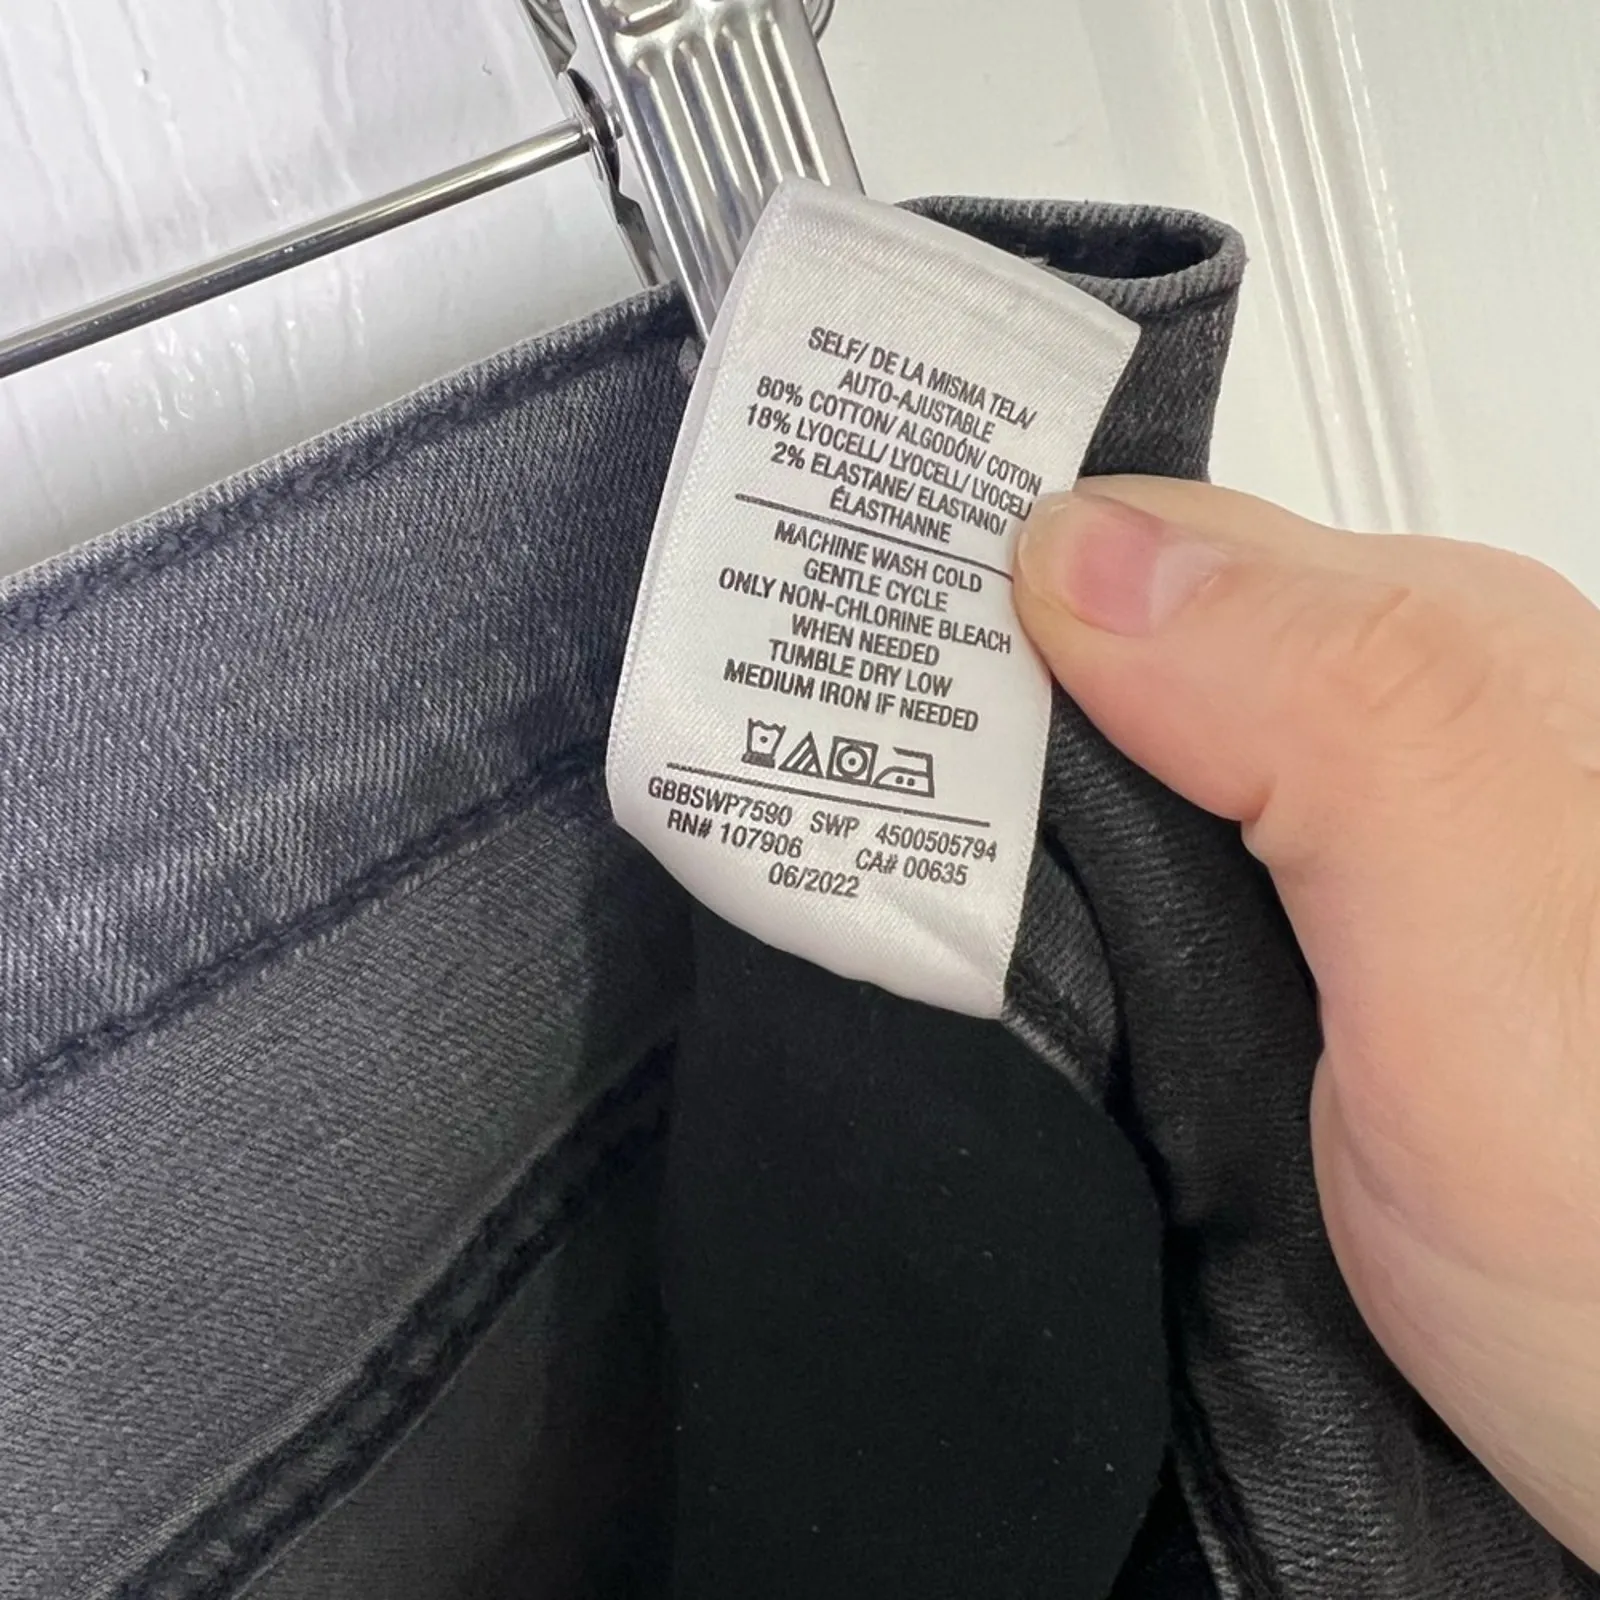 SELF/ DE LA MISMA TELA/
AUTO-AJUSTABLE
80% COTTON/ ALGODÓN/ COTON
18% LYOCELL/ LYOCELL/ LYOCELL
2% ELASTANE/ ELASTANO/
ÉLASTHANNE
MACHINE WASH COLD
GENTLE CYCLE
ONLY NON-CHLORINE BLEACH
WHEN NEEDED
TUMBLE DRY LOW
MEDIUM IRON IF NEEDED
GBBSWP7590 SWP 4500505794
RN# 107906 CA# 00635
06/2022